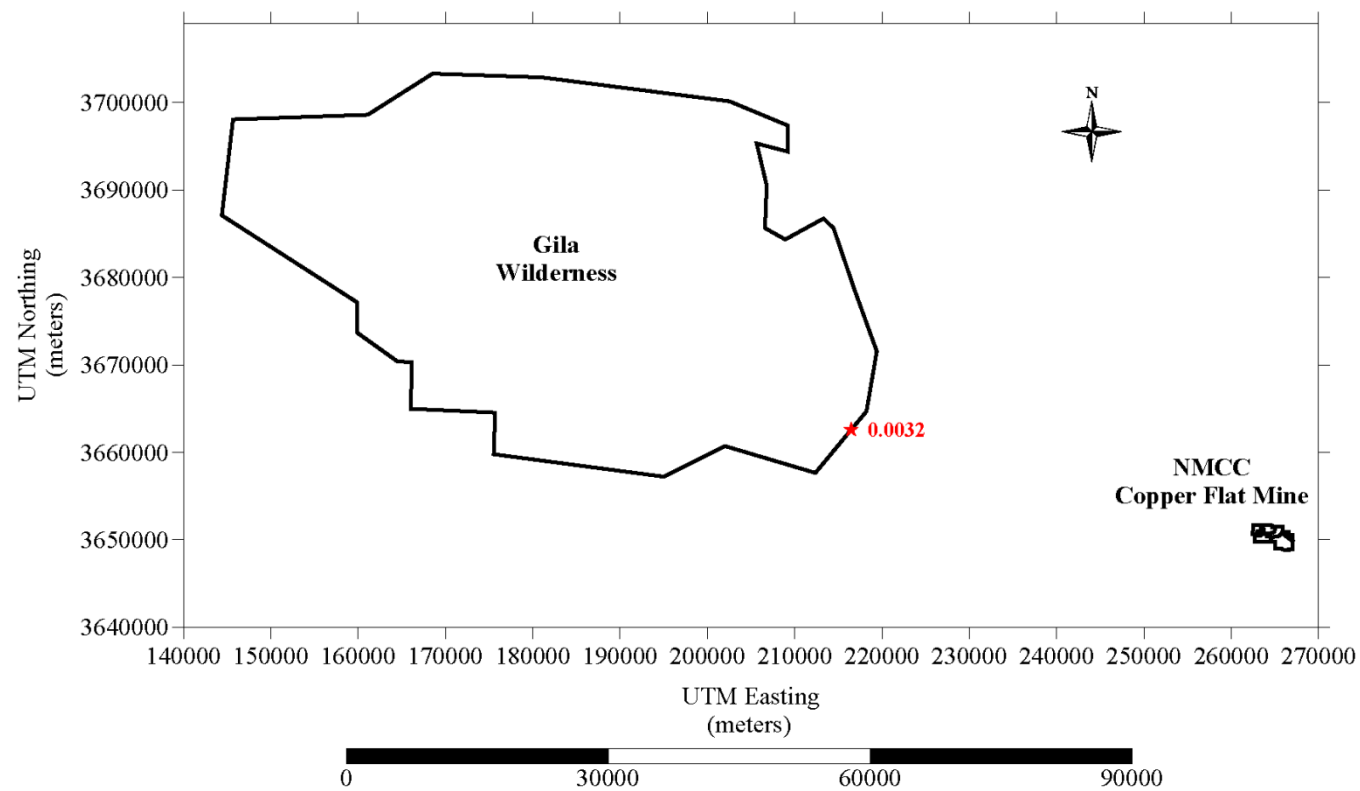 3700000
3690000
3680000
3670000
3660000
3650000
3640000
UTM Northing
(meters)
N
Gila
Wilderness
0.0032
NMCC
Copper Flat Mine
140000 150000 160000 170000 180000 190000 200000 210000 220000 230000 240000 250000 260000 270000
UTM Easting
(meters)
0 30000 60000 90000